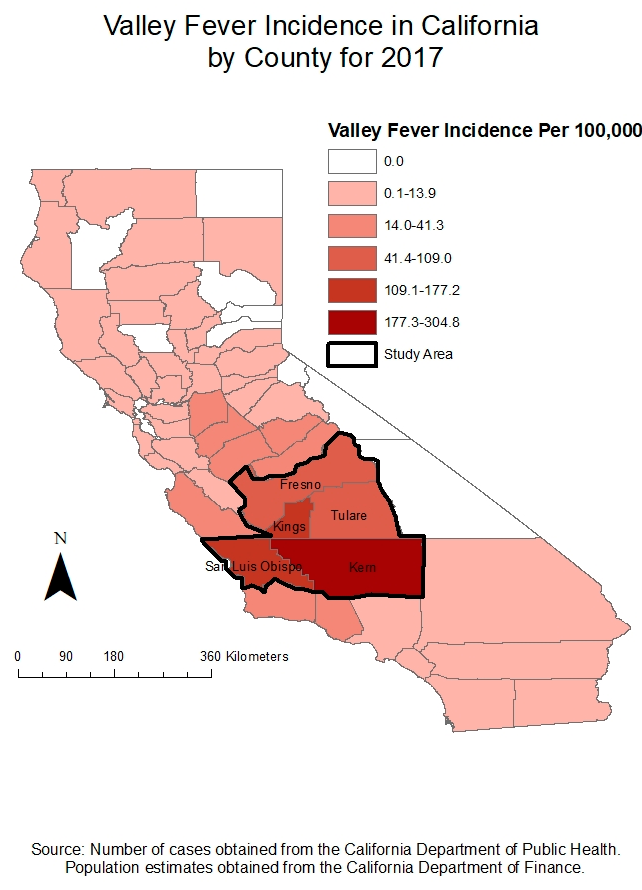 Valley Fever Incidence in California
by County for 2017
Valley Fever Incidence Per 100,000
0.0
0.1-13.9
14.0-41.3
41.4-109.0
109.1-177.2
177.3-304.8
Study Area
Fresno
Tulare
Kings
San Luis Obispo
Kern
N
0 90 180 360 Kilometers
Source: Number of cases obtained from the California Department of Public Health.
Population estimates obtained from the California Department of Finance.